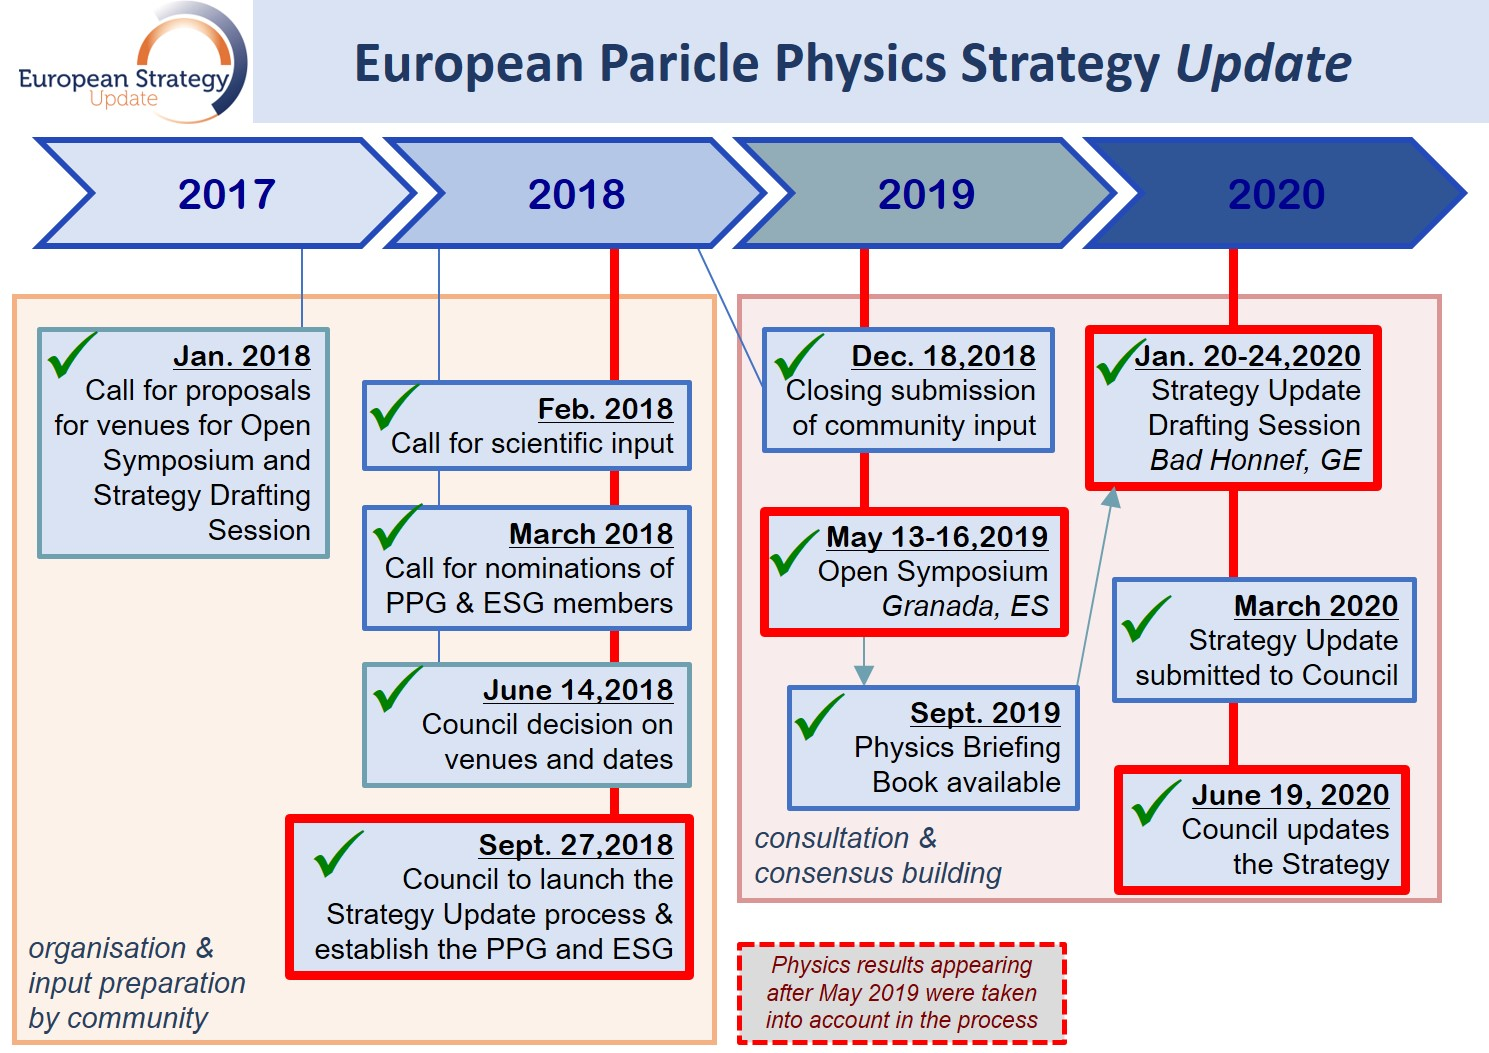 European Strategy
Update
European Paricle Physics Strategy Update
2017
2018
2019
2020
Jan. 2018
Call for proposals
for venues for Open
Symposium and
Strategy Drafting
Session
Feb. 2018
Call for scientific input
March 2018
Call for nominations of
PPG & ESG members
June 14,2018
Council decision on
venues and dates
Sept. 27,2018
Council to launch the
Strategy Update process &
establish the PPG and ESG
organisation &
input preparation
by community
Dec. 18,2018
Closing submission
of community input
May 13-16,2019
Open Symposium
Granada, ES
Sept. 2019
Physics Briefing
Book available
consultation &
consensus building
Jan. 20-24,2020
Strategy Update
Drafting Session
Bad Honnef, GE
March 2020
Strategy Update
submitted to Council
June 19, 2020
Council updates
the Strategy
Physics results appearing
after May 2019 were taken
into account in the process